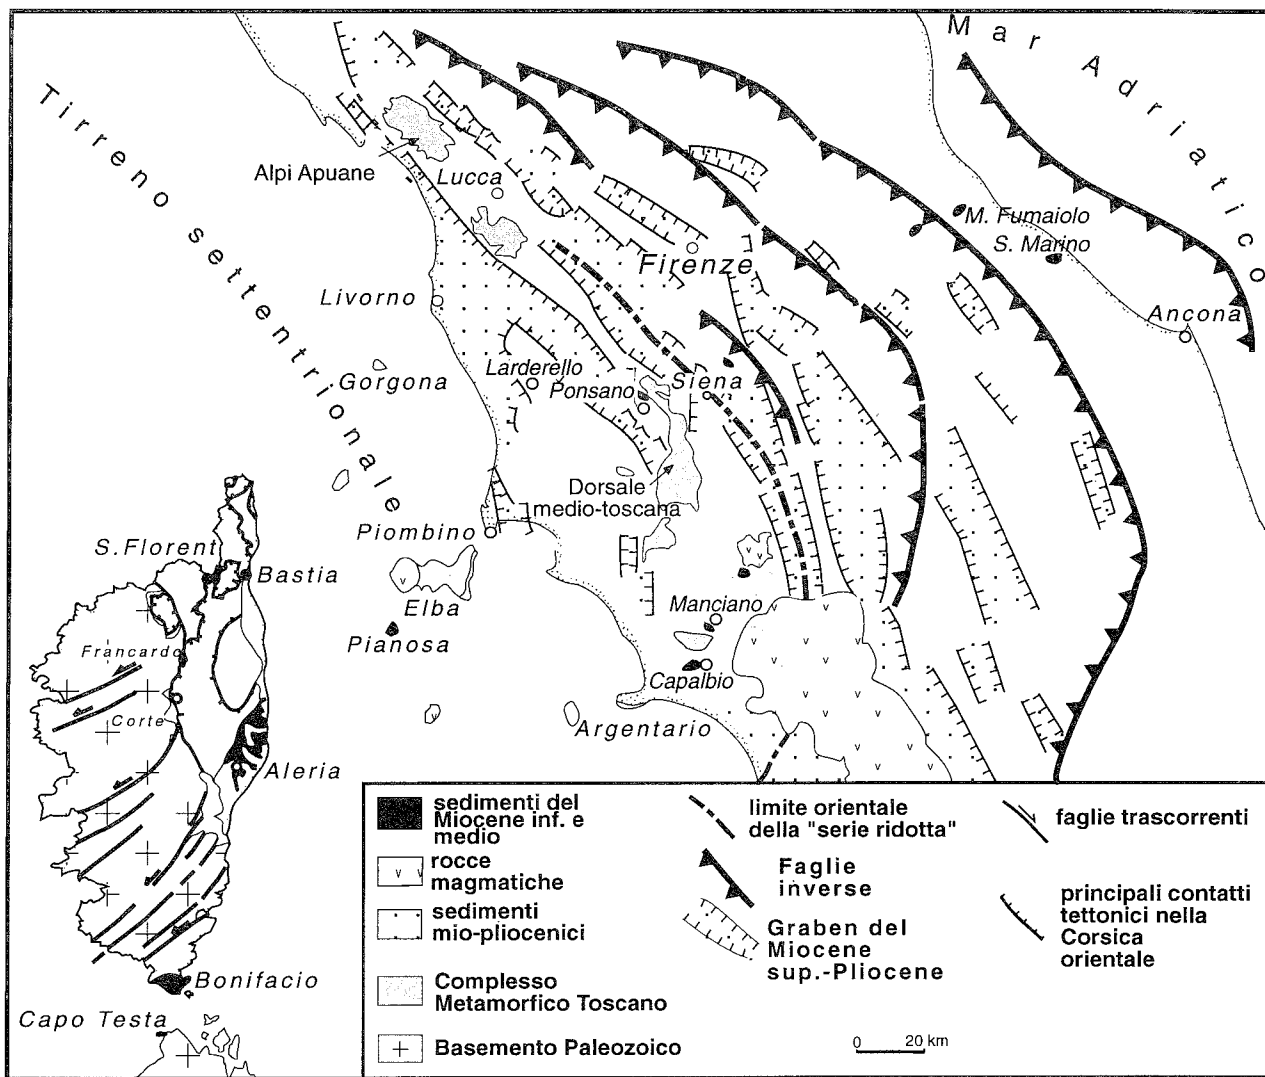 Mar Adriatico
Tirreno settentrionale
Alpi Apuane
Lucca
M. Fumaiolo
S. Marino
Firenze
Livorno
Ancona
Gorgona
Larderello
Ponsano
Siena
Dorsale
medio-toscana
Piombino
S.Florent
Bastia
Elba
Manciano
Pianosa
Francardo
Capalbio
Corte
Argentario
Aleria
Bonifacio
Capo Testa
sedimenti del
Miocene inf. e
medio
rocce
magmatiche
sedimenti
mio-pliocenici
Complesso
Metamorfico Toscano
Basemento Paleozoico
limite orientale
della "serie ridotta"
Faglie
inverse
Graben del
Miocene
sup.-Pliocene
faglie trascorrenti
principali contatti
tettonici nella
Corsica
orientale
0 20 km